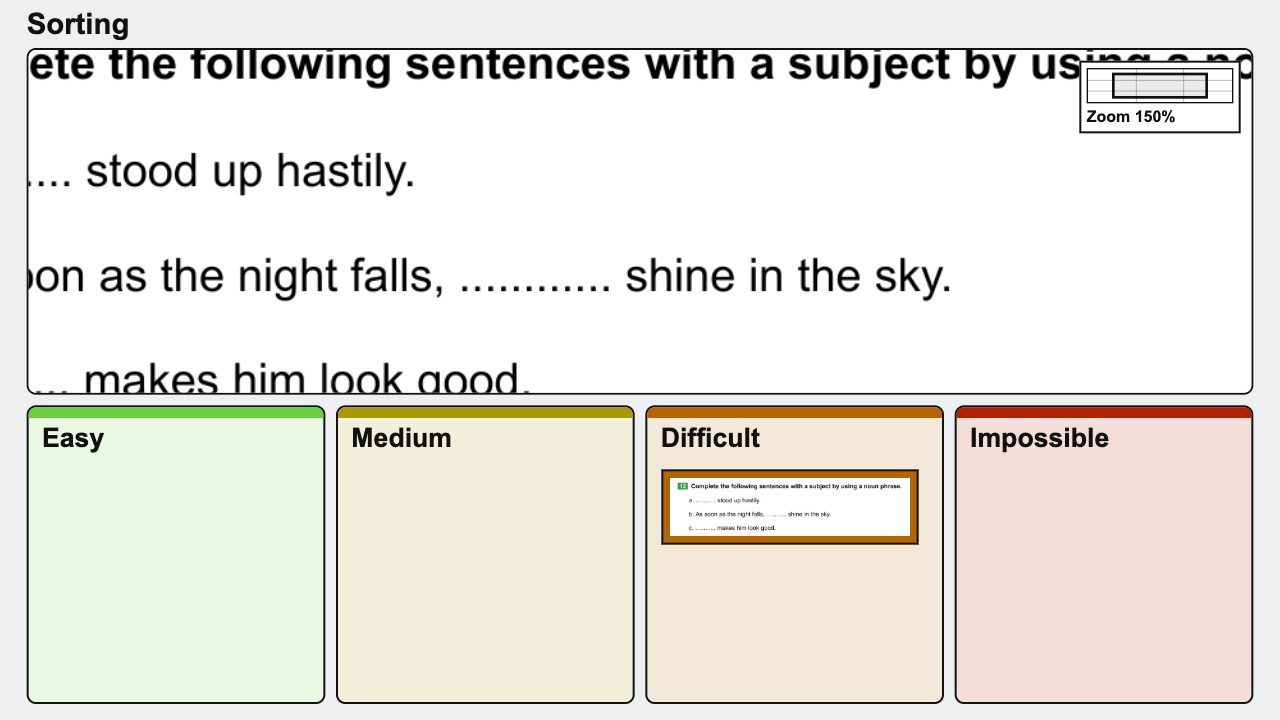 Sorting
ete the following sentences with a subject by using a no
Zoom 150%
.... stood up hastily.
oon as the night falls, ............ shine in the sky.
... makes him look good.
Easy
Medium
Difficult
Impossible
12 Complete the following sentences with a subject by using a noun phrase.
a. ............ stood up hastily.
b. As soon as the night falls, ............ shine in the sky.
c. ............ makes him look good.